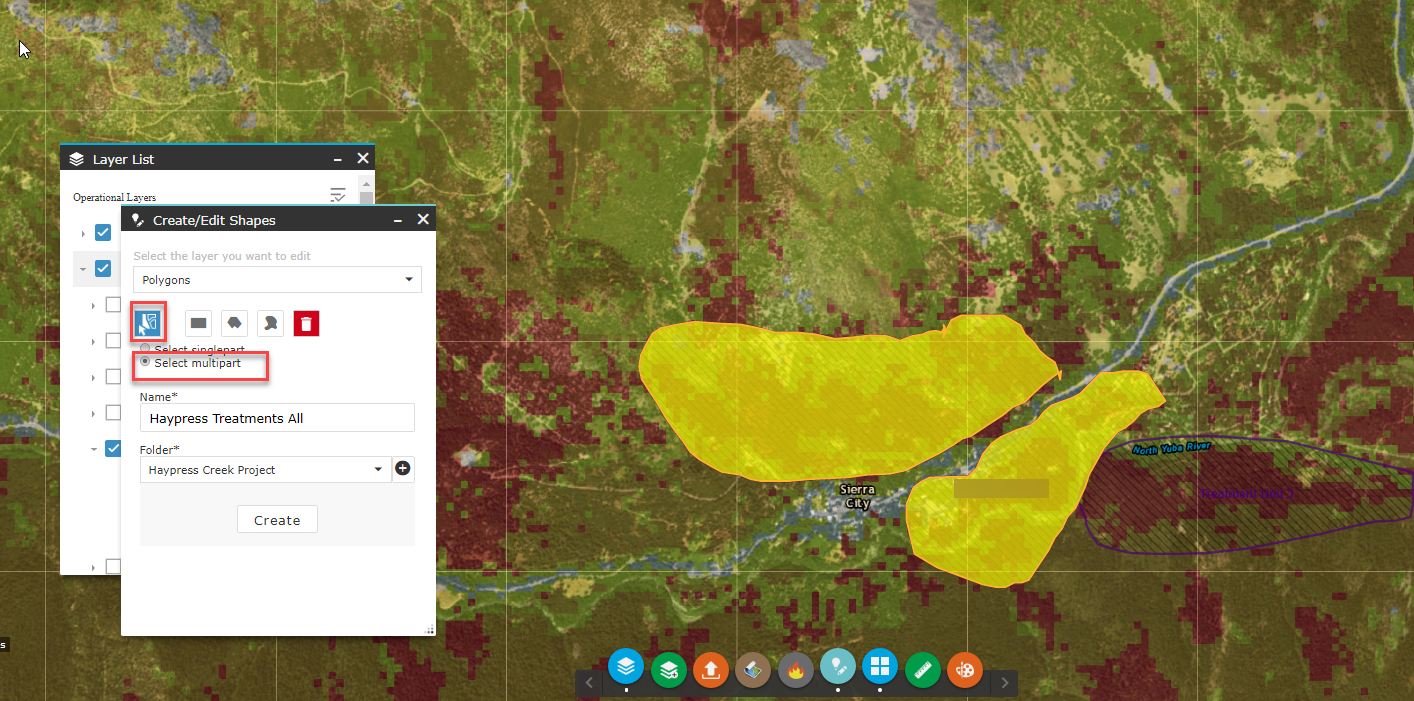 Layer List
Operational Layers
Create/Edit Shapes
Select the layer you want to edit
Polygons
Select singlepart
Select multipart
Name*
Haypress Treatments All
Folder*
Haypress Creek Project
Create
North Yuba River
Sierra
City
s